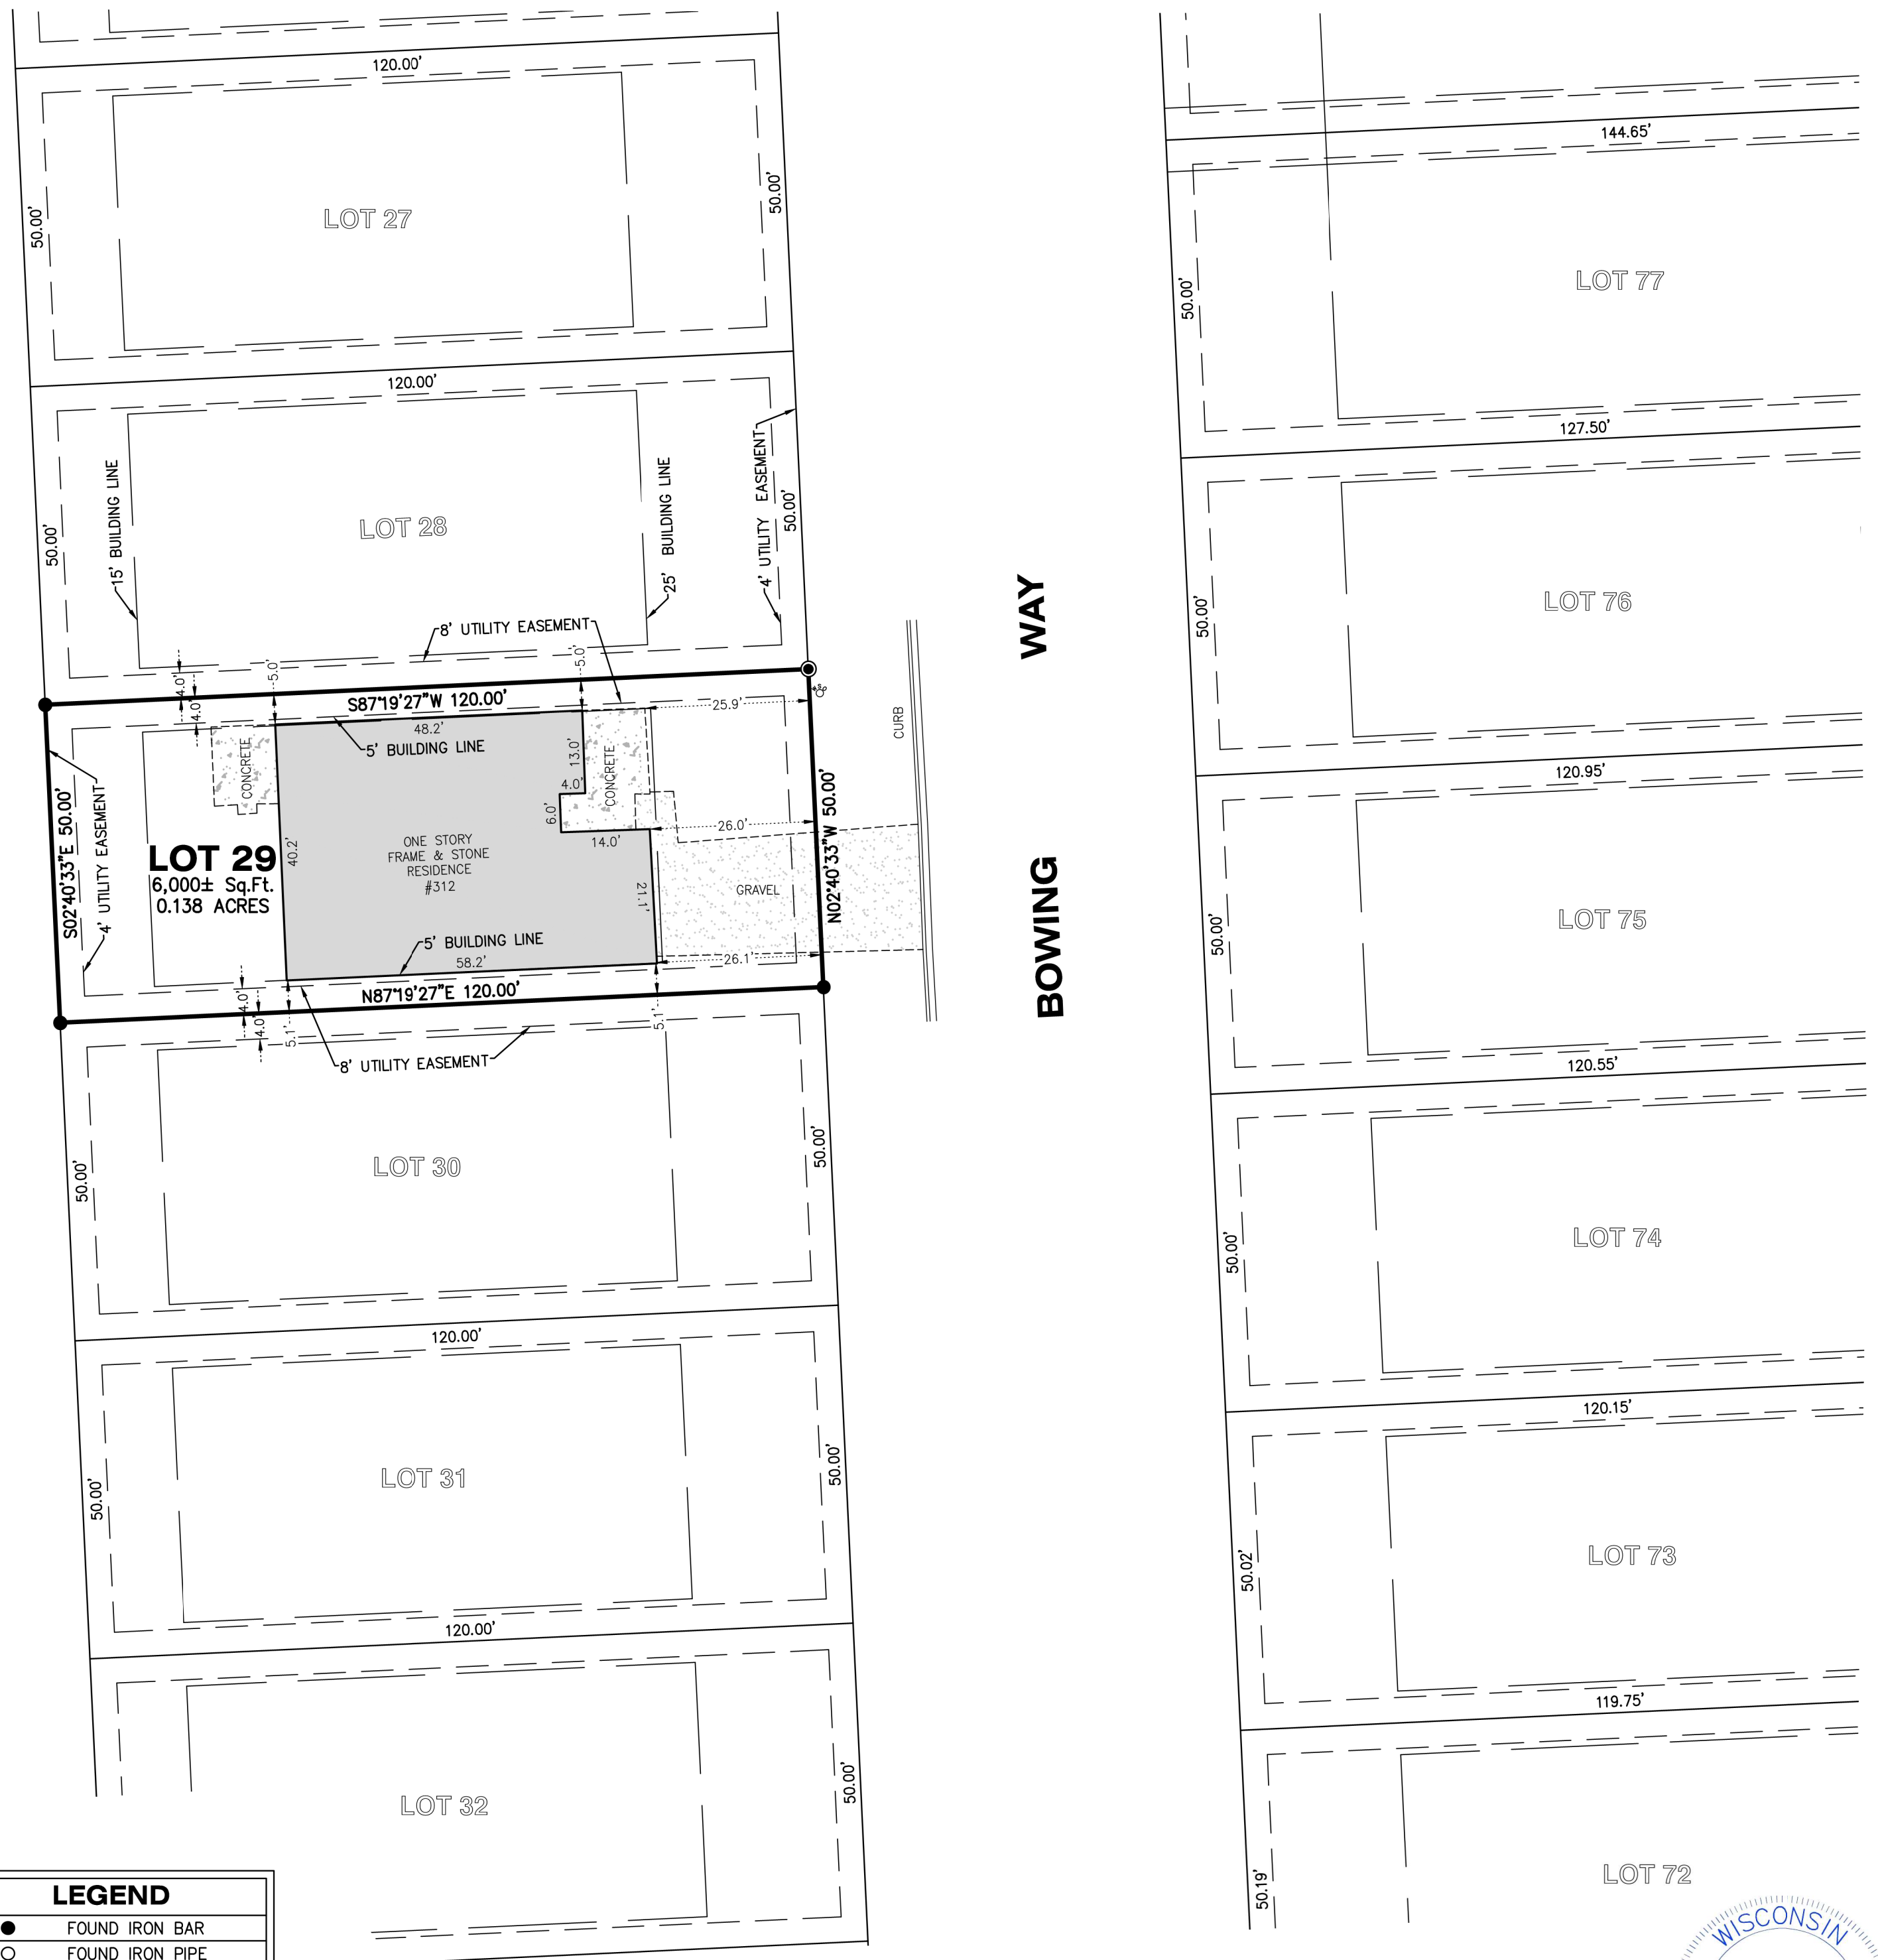 120.00'
50.00'
50.00'
LOT 27
120.00'
15' BUILDING LINE
25' BUILDING LINE
4' UTILITY EASEMENT
50.00'
50.00'
LOT 28
8' UTILITY EASEMENT
4.0'
4.0'
5.0'
5.0'
S87°19'27"W 120.00'
25.9'
48.2'
5' BUILDING LINE
CONCRETE
13.0'
CONCRETE
4.0'
6.0'
14.0'
26.0'
S02°40'33"E 50.00'
4' UTILITY EASEMENT
LOT 29
6,000± Sq.Ft.
0.138 ACRES
40.2'
ONE STORY
FRAME & STONE
RESIDENCE
#312
21.1'
GRAVEL
N02°40'33"W 50.00'
CURB
5' BUILDING LINE
58.2'
26.1'
N87°19'27"E 120.00'
4.0'
4.0'
5.1'
5.1'
8' UTILITY EASEMENT
50.00'
50.00'
LOT 30
120.00'
50.00'
50.00'
LOT 31
120.00'
50.00'
LOT 32
BOWING WAY
144.65'
50.00'
LOT 77
127.50'
50.00'
LOT 76
120.95'
50.00'
LOT 75
120.55'
50.00'
LOT 74
120.15'
50.02'
LOT 73
119.75'
50.19'
LOT 72
LEGEND
FOUND IRON BAR
FOUND IRON PIPE
WISCONSIN